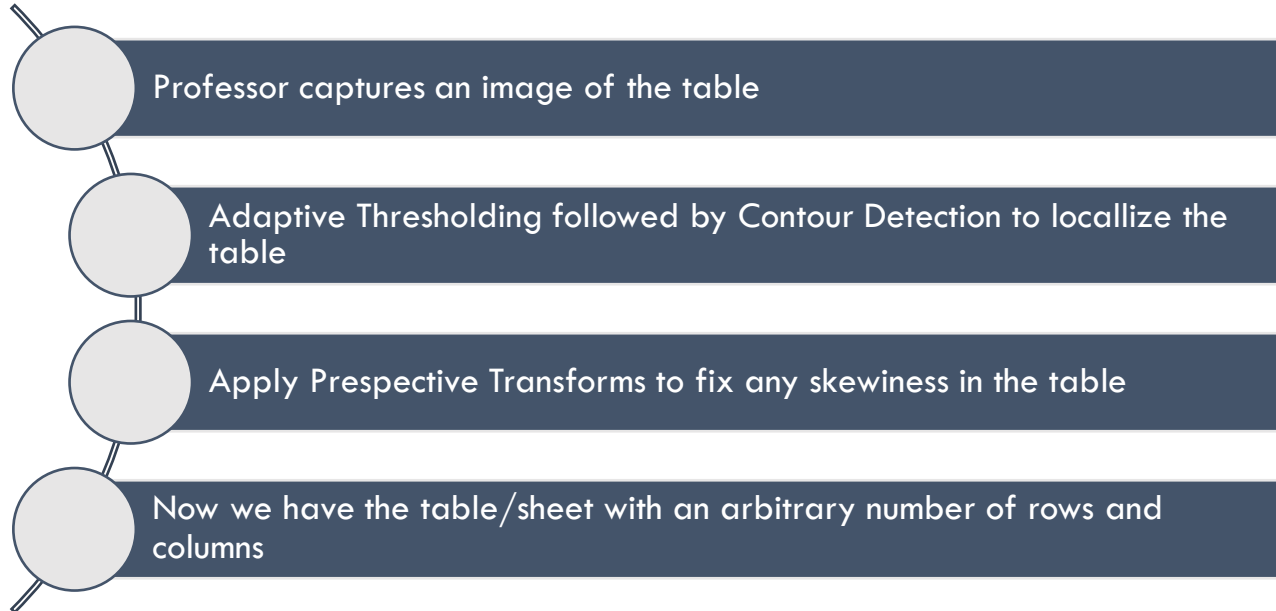 Professor captures an image of the table
Adaptive Thresholding followed by Contour Detection to locallize the
table
Apply Prespective Transforms to fix any skewiness in the table
Now we have the table/sheet with an arbitrary number of rows and
columns